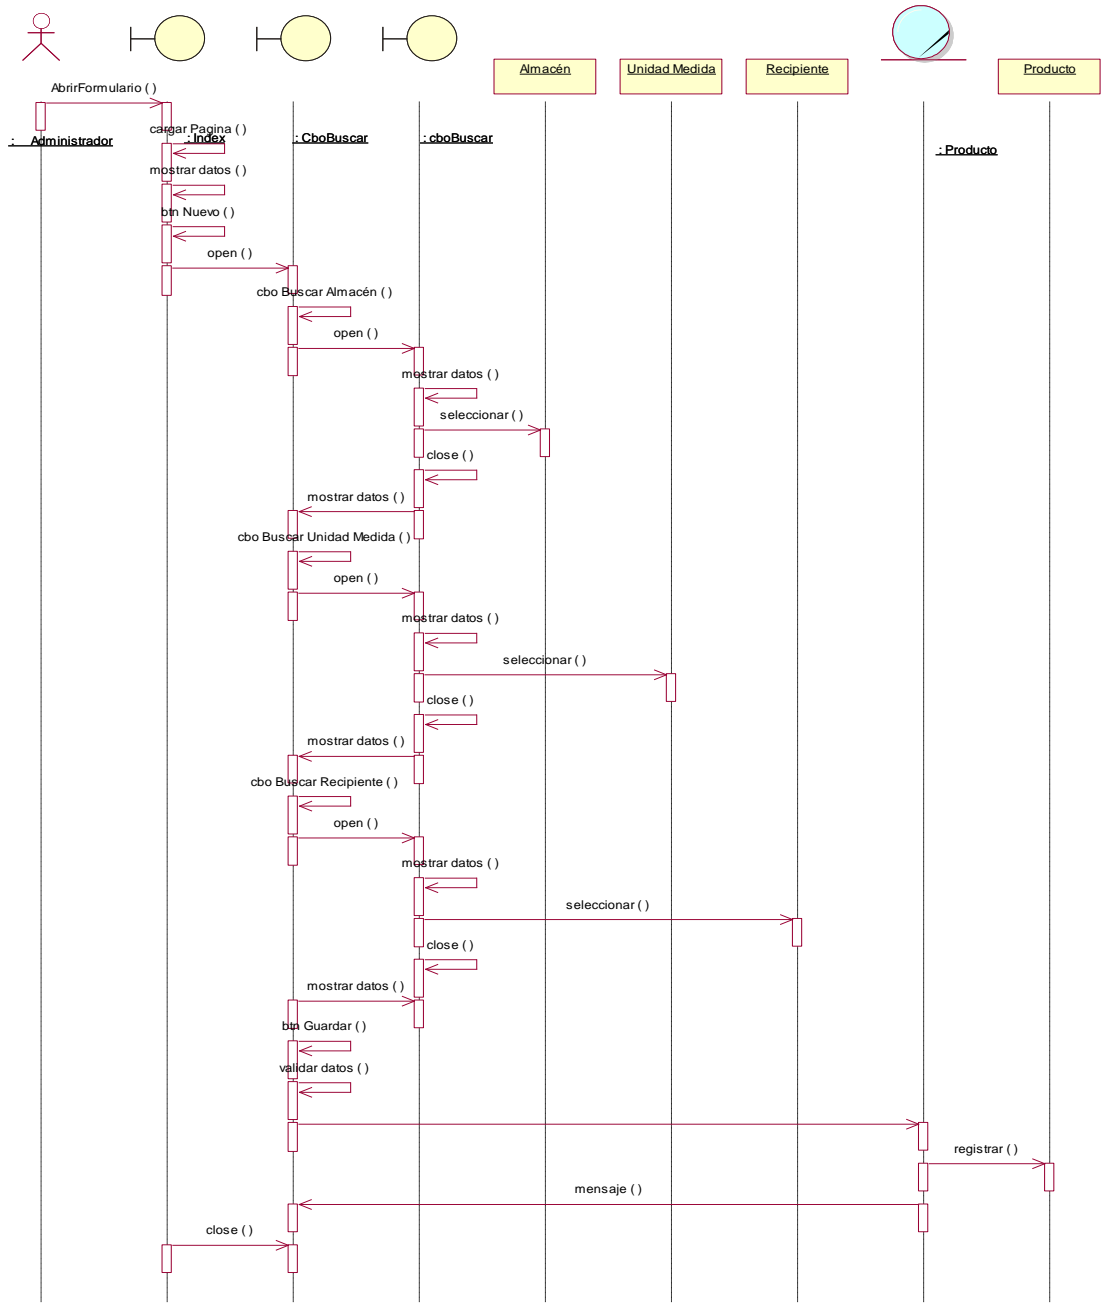 Almacén
Unidad Medida
Recipiente
Producto
AbrirFormulario ( )
cargar Pagina ( )
: Administrador
: Index
: CboBuscar
: cboBuscar
: Producto
mostrar datos ( )
btn Nuevo ( )
open ( )
cbo Buscar Almacén ( )
open ( )
mostrar datos ( )
seleccionar ( )
close ( )
mostrar datos ( )
cbo Buscar Unidad Medida ( )
open ( )
mostrar datos ( )
seleccionar ( )
close ( )
mostrar datos ( )
cbo Buscar Recipiente ( )
open ( )
mostrar datos ( )
seleccionar ( )
close ( )
mostrar datos ( )
btn Guardar ( )
validar datos ( )
registrar ( )
mensaje ( )
close ( )